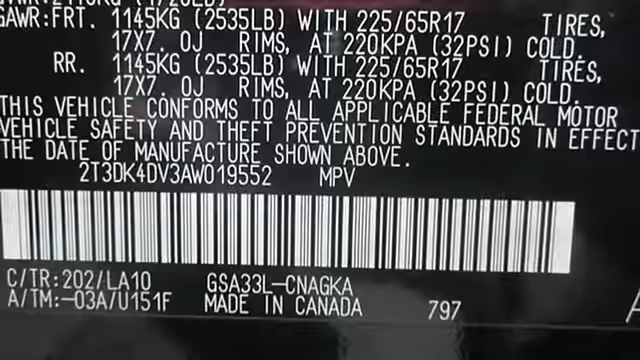 GAWR:FRT. 1145KG (2535LB) WITH 225/65R17 TIRES,
17X7. 0J RIMS, AT 220KPA (32PSI) COLD.
RR. 1145KG (2535LB) WITH 225/65R17 TIRES,
17X7. 0J RIMS, AT 220KPA (32PSI) COLD.
THIS VEHICLE CONFORMS TO ALL APPLICABLE FEDERAL MOTOR
VEHICLE SAFETY AND THEFT PREVENTION STANDARDS IN EFFECT
THE DATE OF MANUFACTURE SHOWN ABOVE.
2T3DK4DV3AW019552 MPV
C/TR:202/LA10 GSA33L-CNAGKA
A/TM:-03A/U151F MADE IN CANADA 797